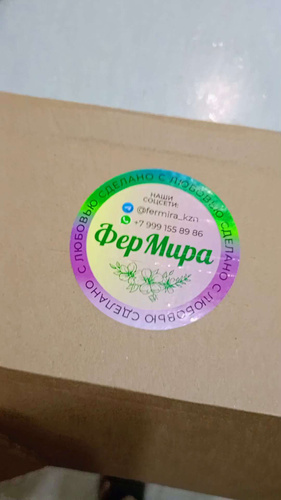 НАШИ
СОЦСЕТИ:
@fermira_kzn
+7 999 155 89 86
ФерМира
С ЛЮБОВЬЮ СДЕЛАНО С ЛЮБОВЬЮ СДЕЛАНО С ЛЮБОВЬЮ СДЕЛАНО